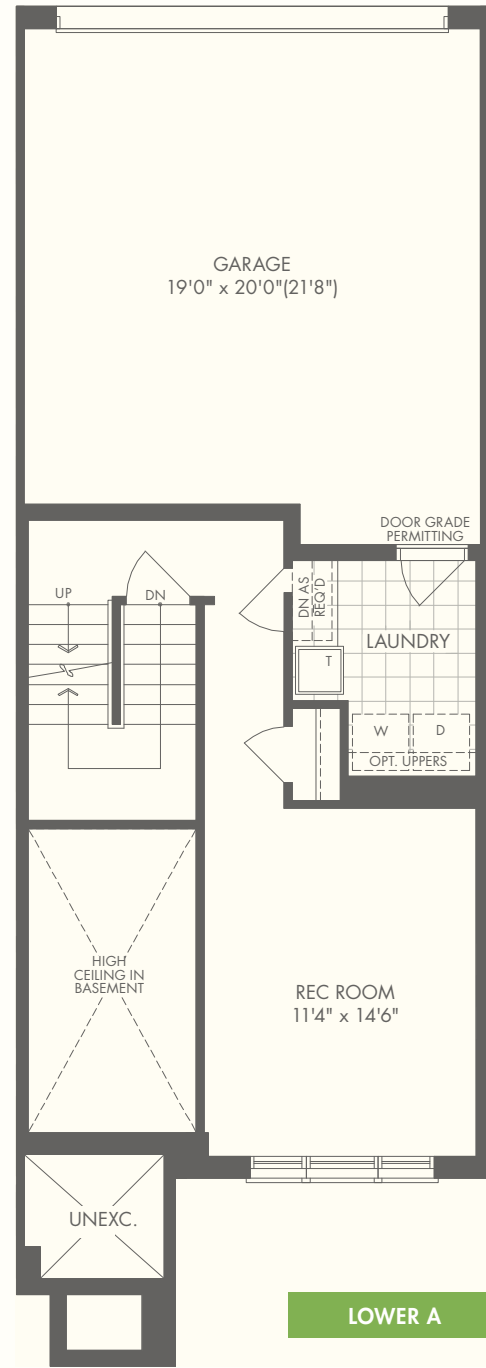 GARAGE
19'0" x 20'0"(21'8")
DOOR GRADE
PERMITTING
UP
DN
DN AS
REQ'D
LAUNDRY
T
W
D
OPT. UPPERS
HIGH
CEILING IN
BASEMENT
REC ROOM
11'4" x 14'6"
UNEXC.
LOWER A